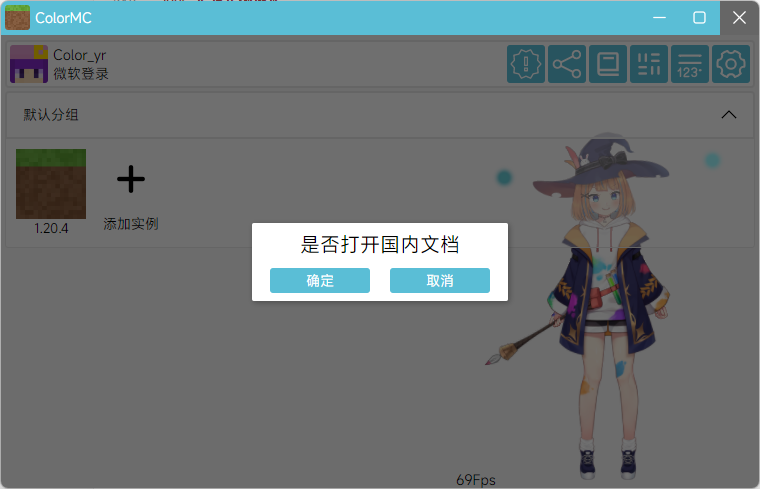 ColorMC
Color_yr
微软登录
123
默认分组
1.20.4
添加实例
是否打开国内文档
确定
取消
69Fps